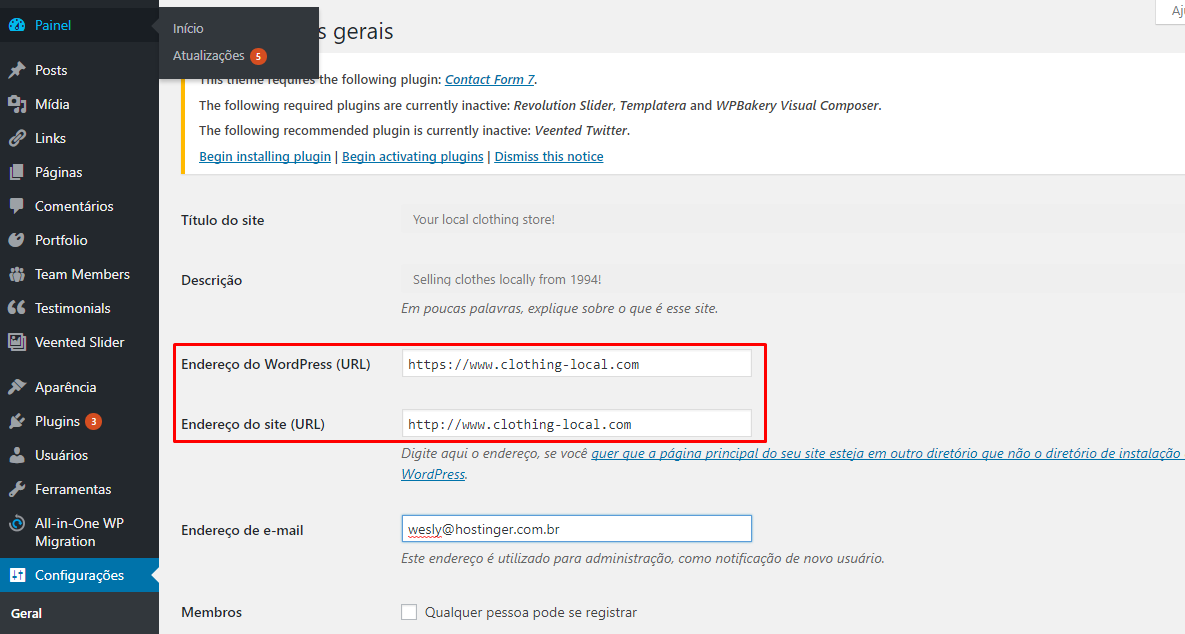 Painel
Posts
Mídia
Links
Páginas
Comentários
Portfolio
Team Members
Testimonials
Veented Slider
Aparência
Plugins 3
Usuários
Ferramentas
All-in-One WP
Migration
Configurações
Geral
Início
Atualizações 5
s gerais
Aju
This theme requires the following plugin: Contact Form 7.
The following required plugins are currently inactive: Revolution Slider, Templatera and WPBakery Visual Composer.
The following recommended plugin is currently inactive: Veented Twitter.
Begin installing plugin | Begin activating plugins | Dismiss this notice
Título do site
Your local clothing store!
Descrição
Selling clothes locally from 1994!
Em poucas palavras, explique sobre o que é esse site.
Endereço do WordPress (URL)
https://www.clothing-local.com
Endereço do site (URL)
http://www.clothing-local.com
Digite aqui o endereço, se você quer que a página principal do seu site esteja em outro diretório que não o diretório de instalação
WordPress.
Endereço de e-mail
wesly@hostinger.com.br
Este endereço é utilizado para administração, como notificação de novo usuário.
Membros
Qualquer pessoa pode se registrar